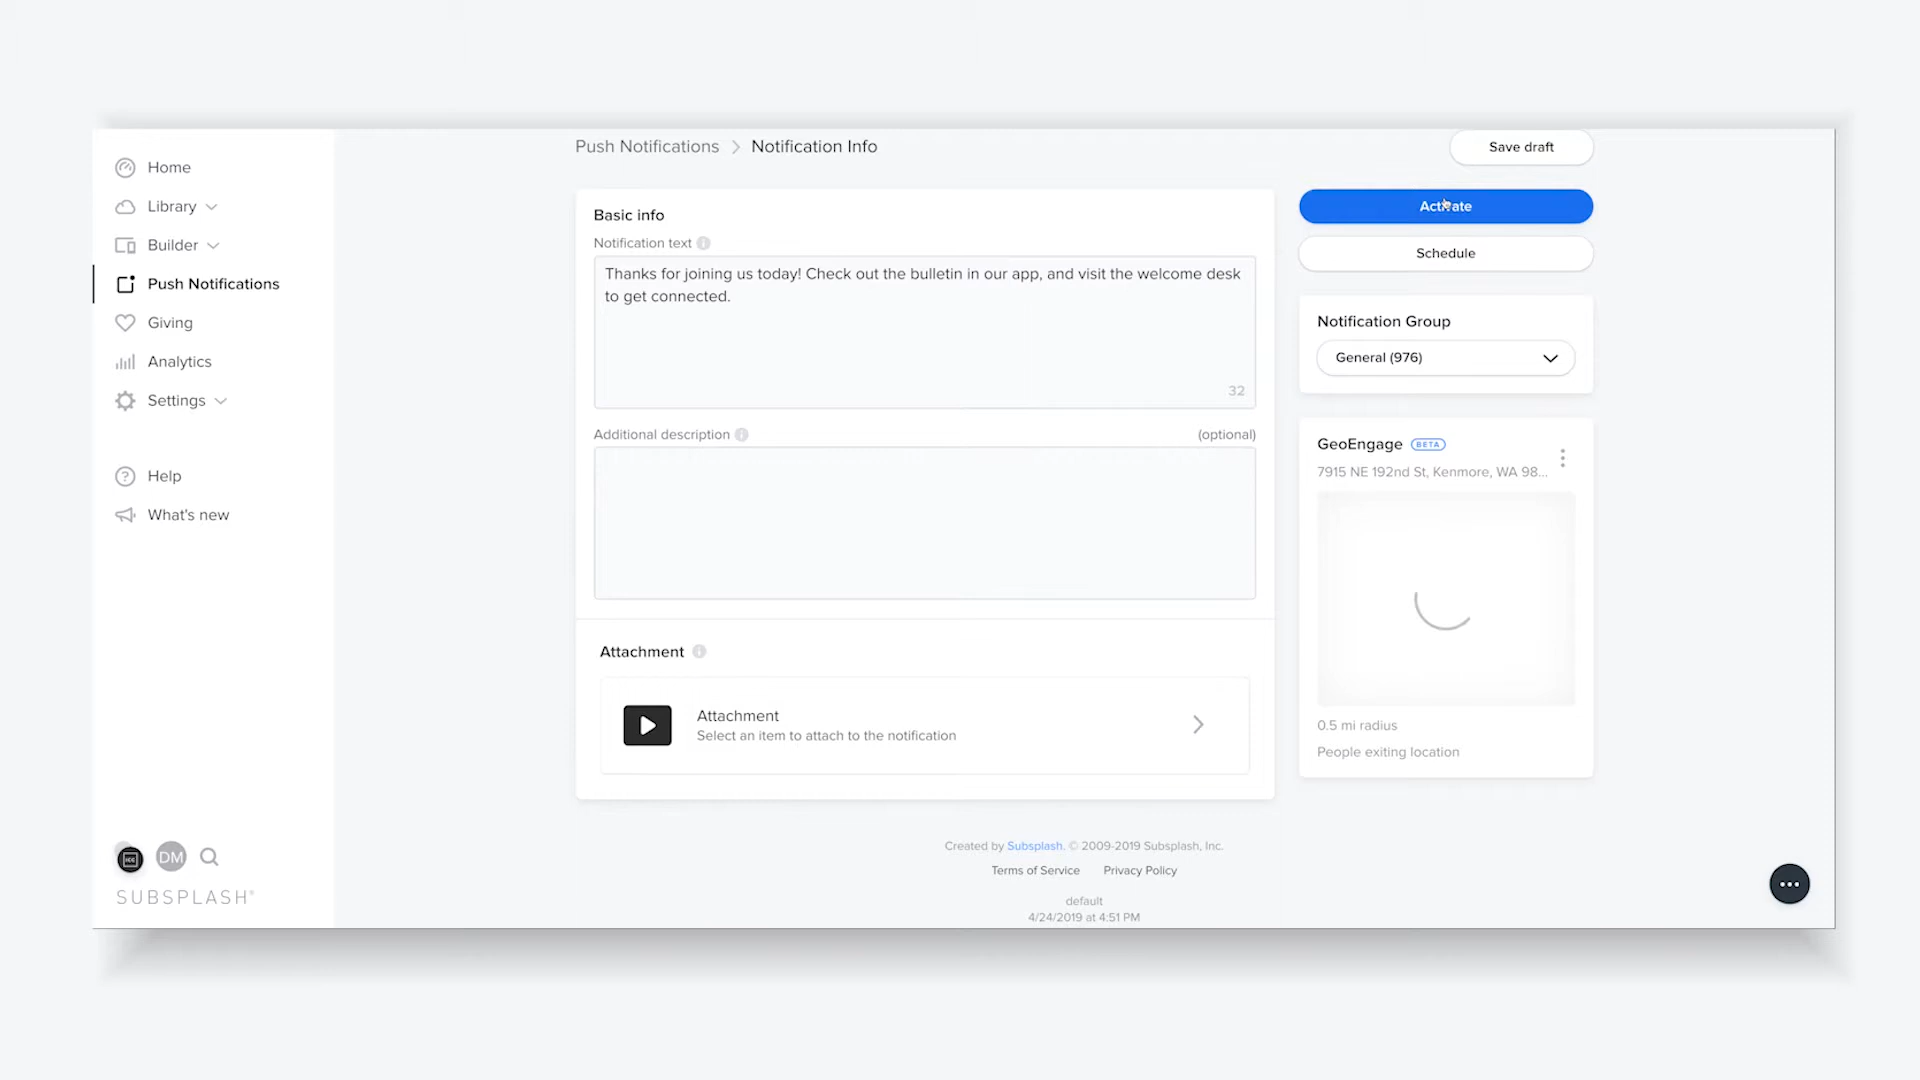 Home
Library
Builder
Push Notifications
Giving
Analytics
Settings
Help
What's new
DM
SUBSPLASH®
Push Notifications > Notification Info
Save draft
Basic info
Notification text
Thanks for joining us today! Check out the bulletin in our app, and visit the welcome desk
to get connected.
32
Additional description
(optional)
Attachment
Attachment
Select an item to attach to the notification
Activate
Schedule
Notification Group
General (976)
GeoEngage BETA
7915 NE 192nd St, Kenmore, WA 98...
0.5 mi radius
People exiting location
Created by Subsplash. © 2009-2019 Subsplash, Inc.
Terms of Service Privacy Policy
default
4/24/2019 at 4:51 PM